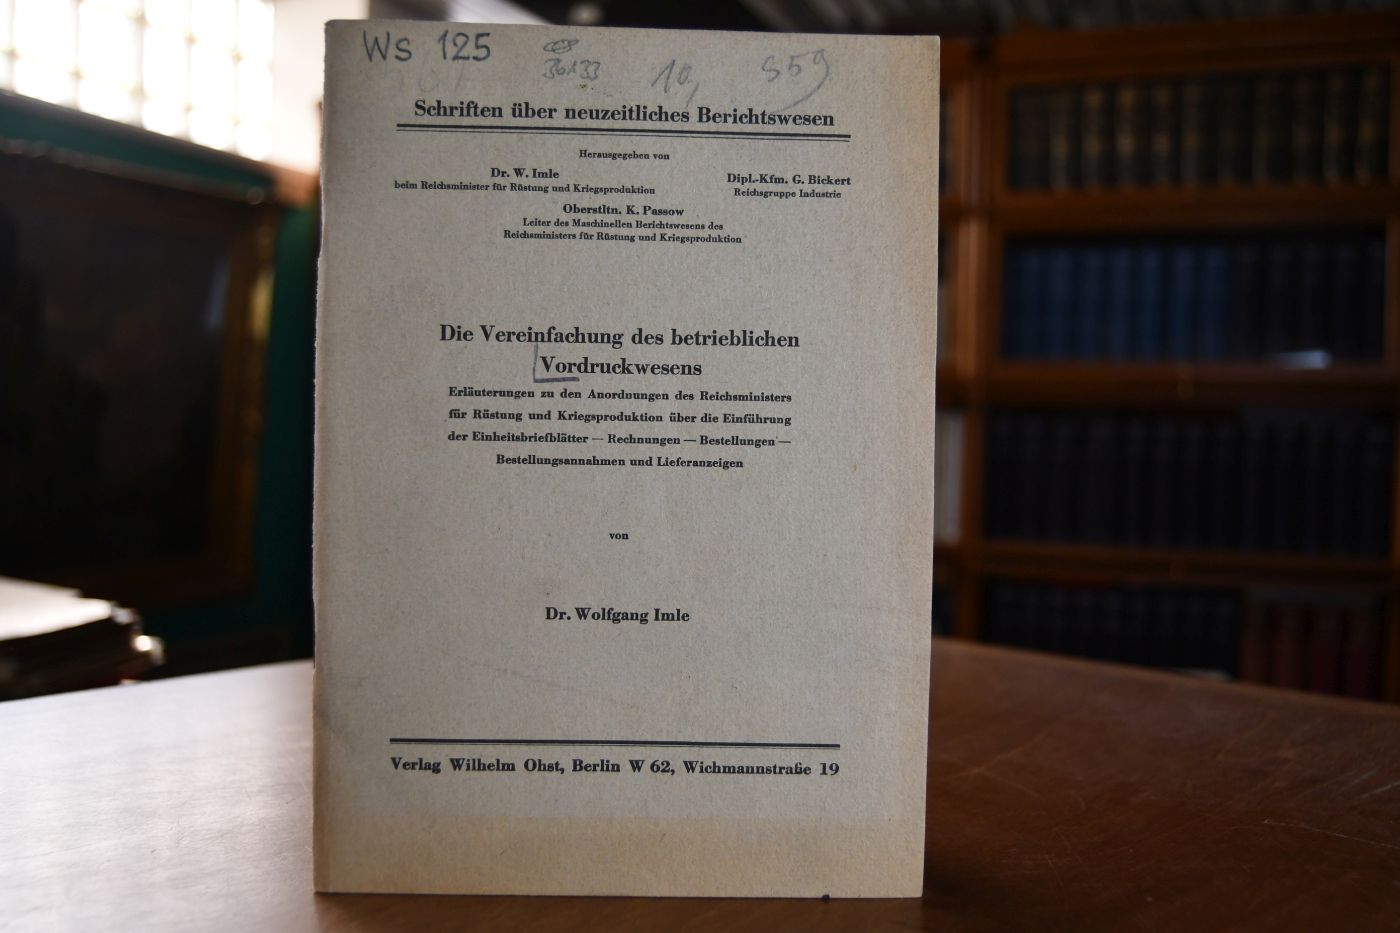 WS 125
10,
859
Schriften über neuzeitliches Berichtswesen
Herausgegeben von
Dr. W. Imle
beim Reichsminister für Rüstung und Kriegsproduktion
Dipl.-Kfm. G. Bickert
Reichsgruppe Industrie
Oberstltn. K. Passow
Leiter des Maschinellen Berichtswesens des
Reichsministers für Rüstung und Kriegsproduktion
Die Vereinfachung des betrieblichen
Vordruckwesens
Erläuterungen zu den Anordnungen des Reichsministers
für Rüstung und Kriegsproduktion über die Einführung
der Einheitsbriefblätter — Rechnungen — Bestellungen —
Bestellungsannahmen und Lieferanzeigen
von
Dr. Wolfgang Imle
Verlag Wilhelm Ohst, Berlin W 62, Wichmannstraße 19